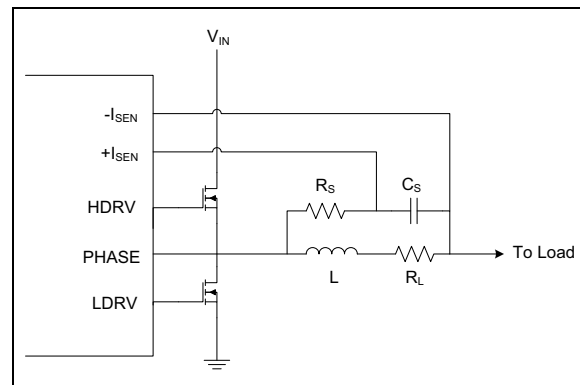 V_IN
-I_SEN
+I_SEN
R_S
C_S
HDRV
PHASE
To Load
L
R_L
LDRV